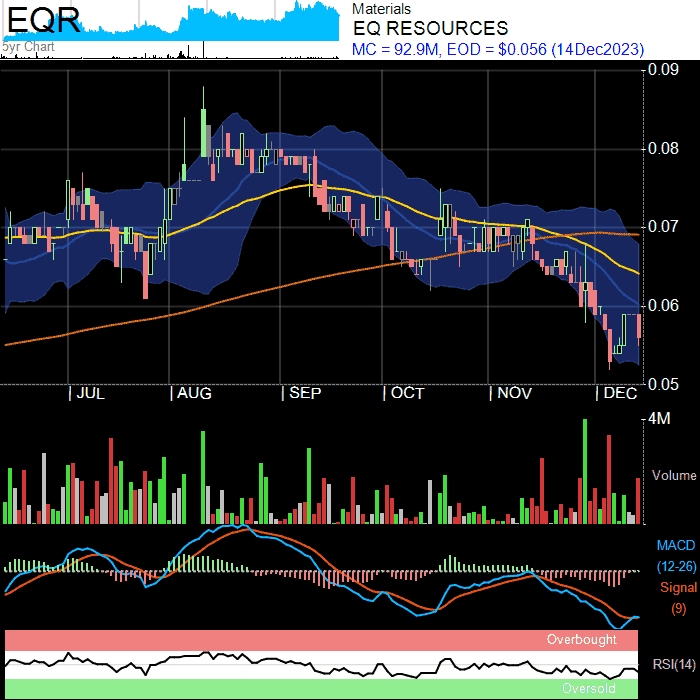 EQR
5yr Chart
Materials
EQ RESOURCES
MC = 92.9M, EOD = $0.056 (14Dec2023)
0.09
0.08
0.07
0.06
0.05
JUL
AUG
SEP
OCT
NOV
DEC
4M
Volume
MACD
(12-26)
Signal
(9)
Overbought
RSI(14)
Oversold